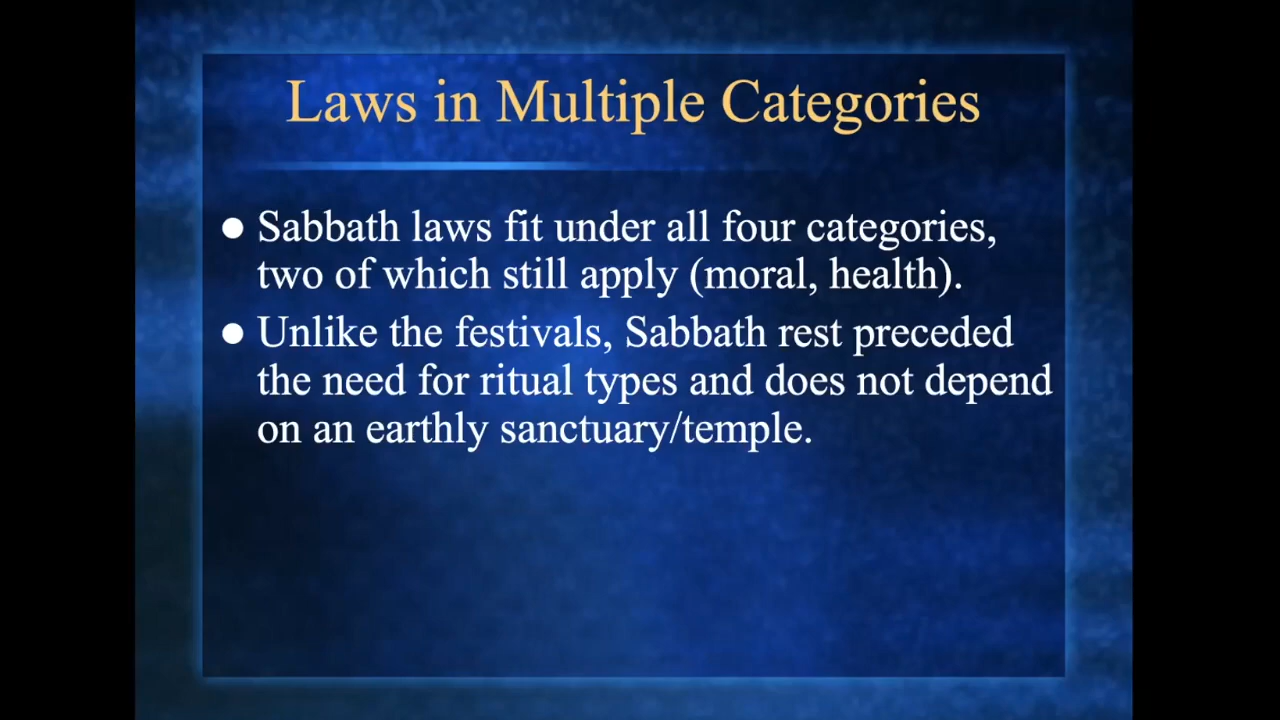 Laws in Multiple Categories
● Sabbath laws fit under all four categories,
two of which still apply (moral, health).
● Unlike the festivals, Sabbath rest preceded
the need for ritual types and does not depend
on an earthly sanctuary/temple.